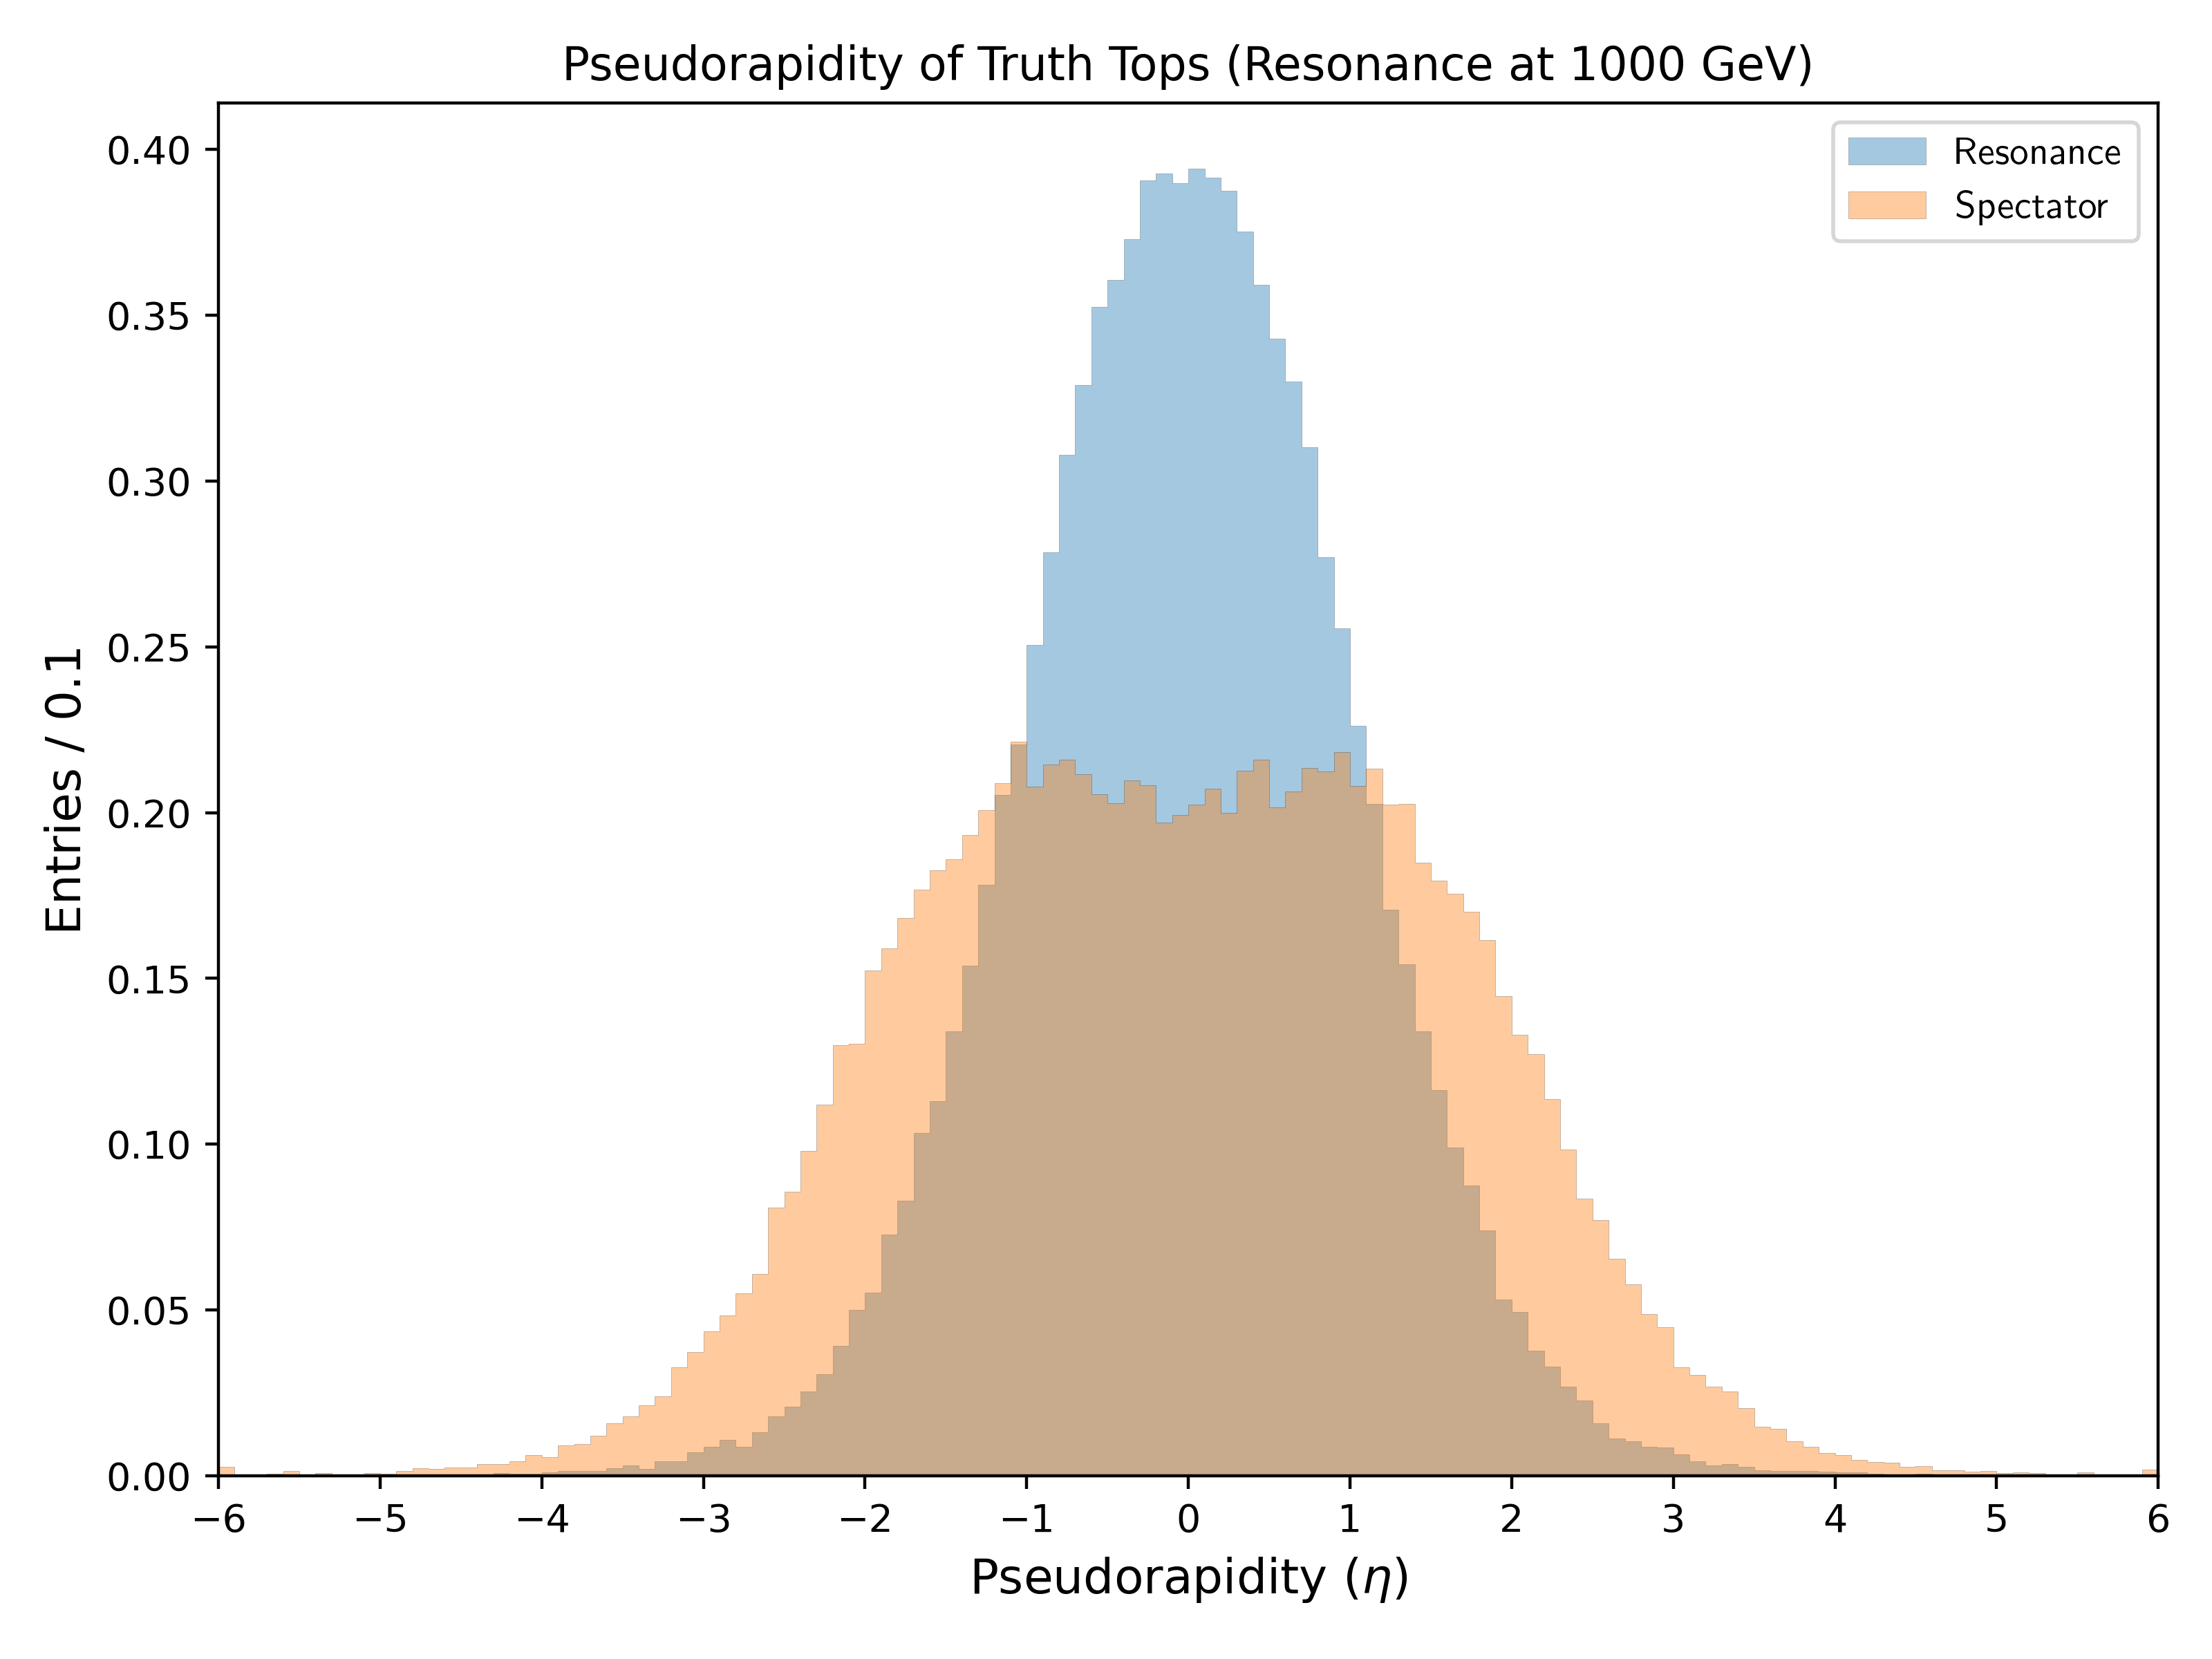 Pseudorapidity of Truth Tops (Resonance at 1000 GeV)
Resonance
Spectator
Entries / 0.1
0.40
0.35
0.30
0.25
0.20
0.15
0.10
0.05
0.00
−6 −5 −4 −3 −2 −1 0 1 2 3 4 5 6
Pseudorapidity (η)